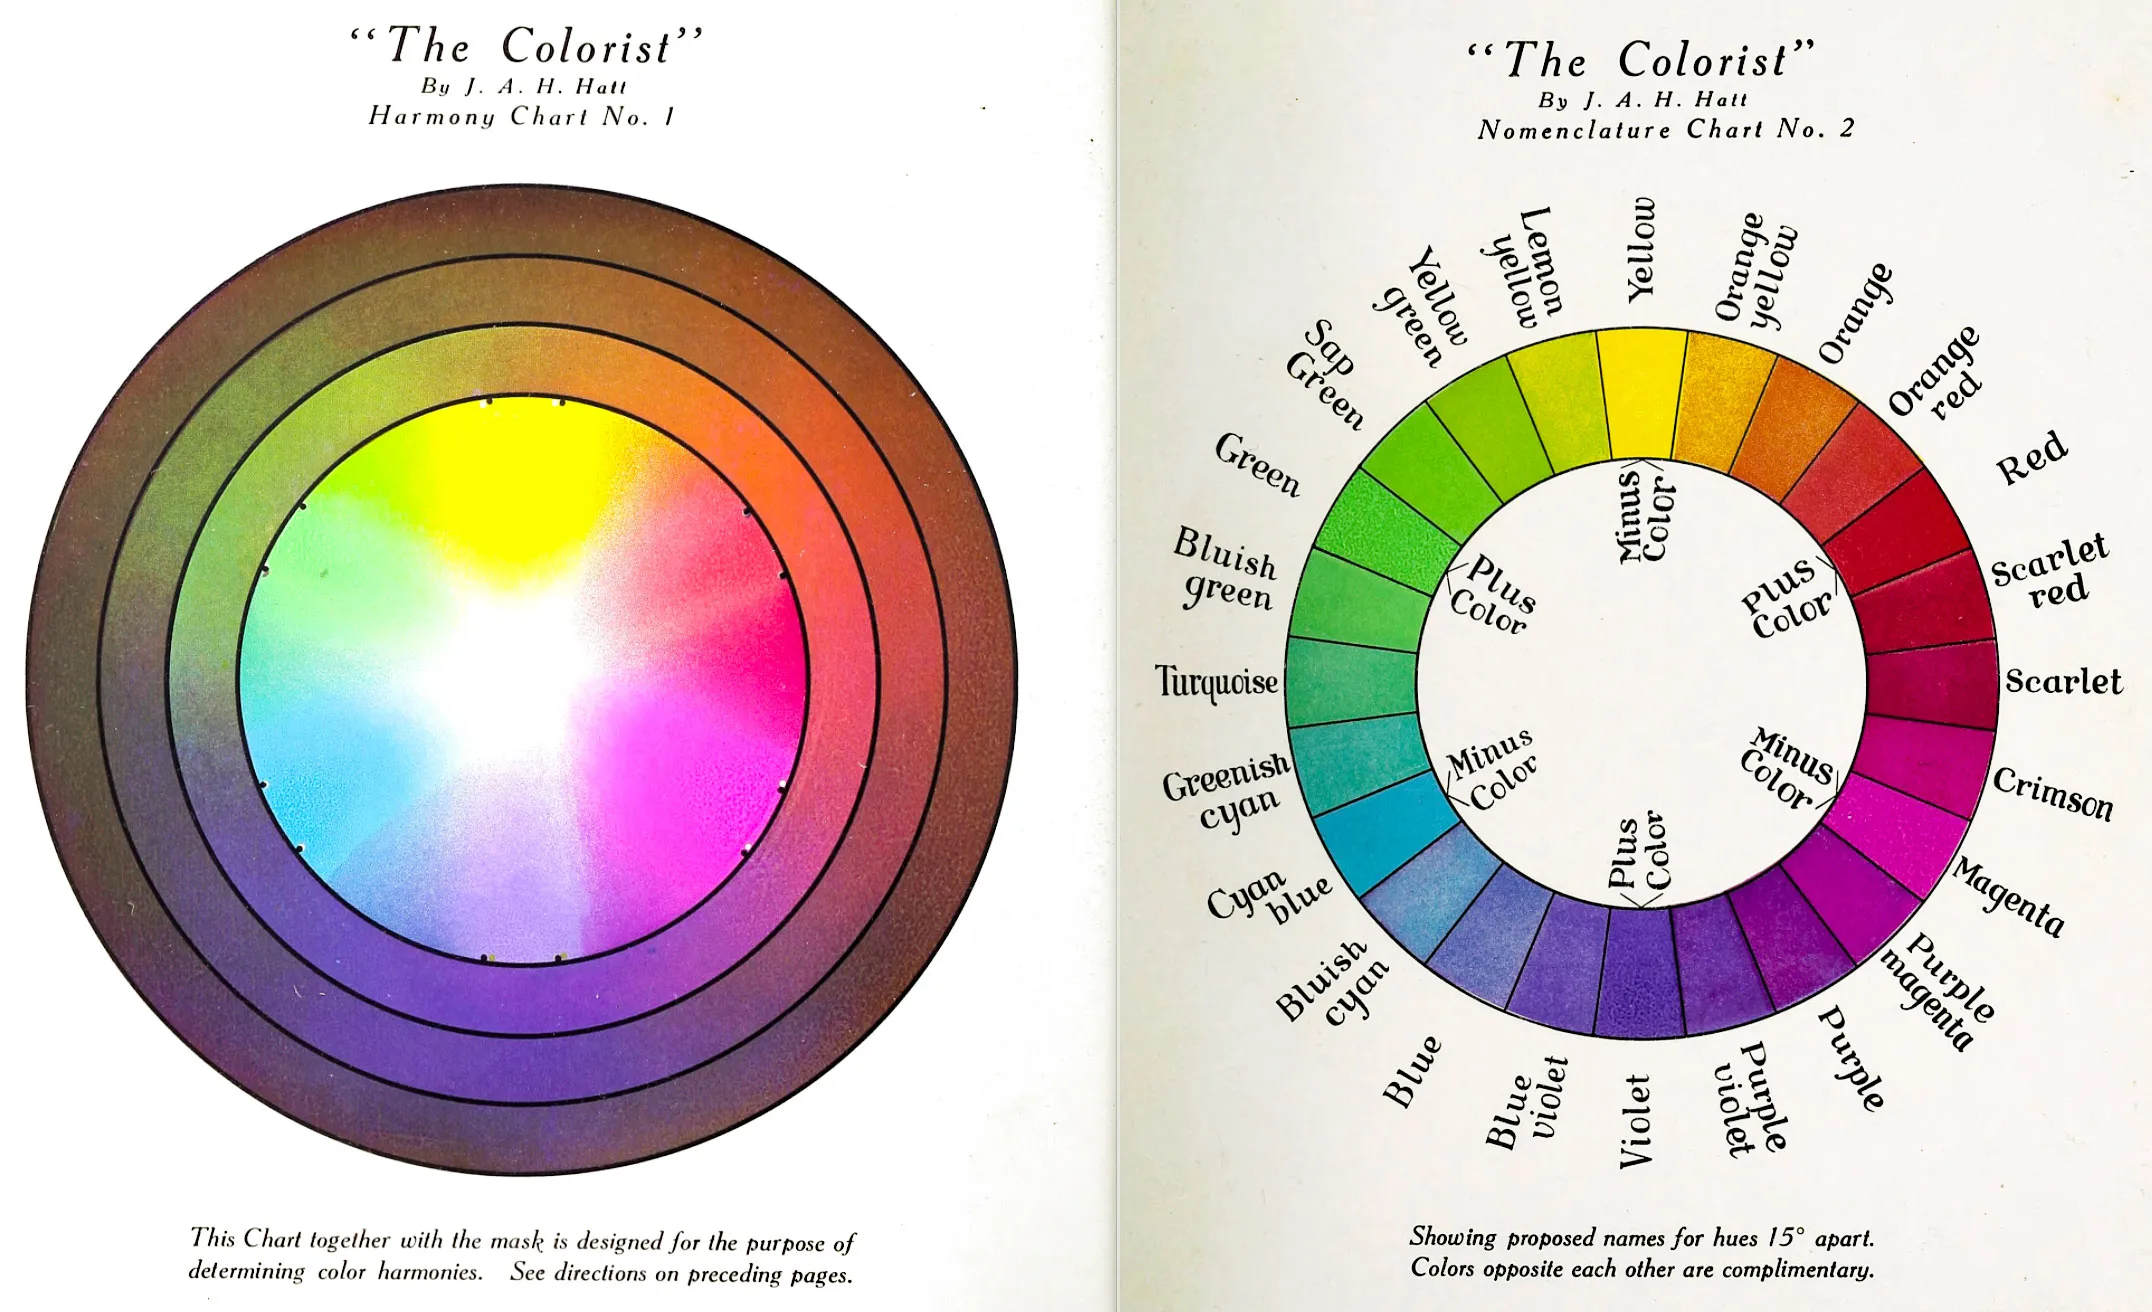 “The Colorist”
By J. A. H. Hatt
Harmony Chart No. 1
This Chart together with the mask is designed for the purpose of
determining color harmonies. See directions on preceding pages.
“The Colorist”
By J. A. H. Hatt
Nomenclature Chart No. 2
Yellow
Orange
yellow
Orange
Orange
red
Red
Scarlet
red
Scarlet
Crimson
Magenta
Purple
magenta
Purple
Purple
violet
Violet
Blue
violet
Blue
Bluish
cyan
Cyan
blue
Greenish
cyan
Turquoise
Bluish
green
Green
Sap
Green
Yellow
green
Lemon
yellow
Minus
Color
Plus
Color
Minus
Color
Plus
Color
Minus
Color
Plus
Color
Showing proposed names for hues 15° apart.
Colors opposite each other are complimentary.